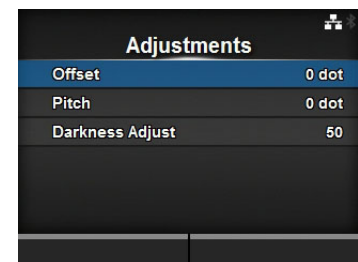 Adjustments
Offset 0 dot
Pitch 0 dot
Darkness Adjust 50